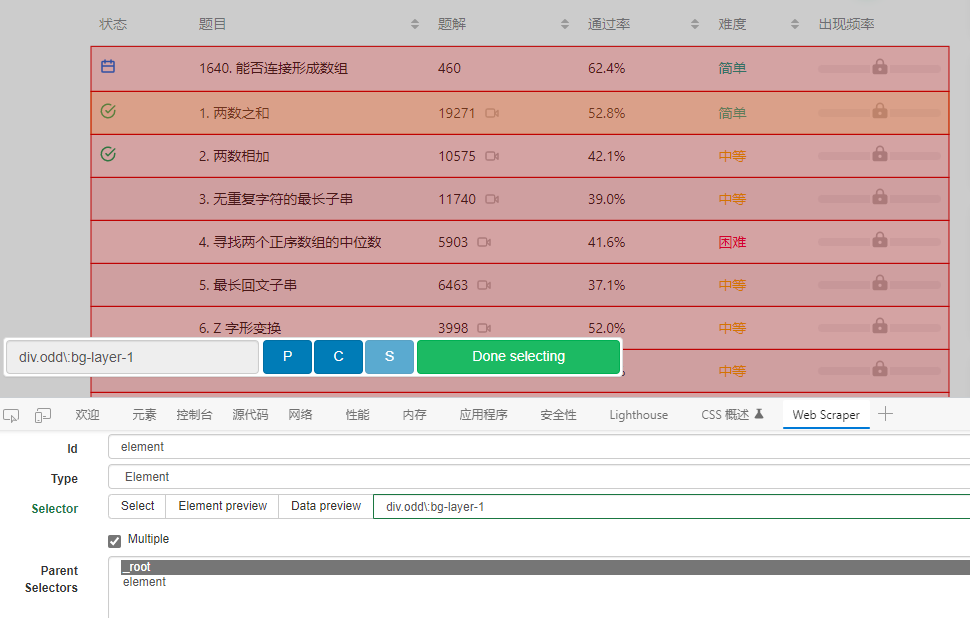 状态 题目 题解 通过率 难度 出现频率
1640. 能否连接形成数组 460 62.4% 简单
1. 两数之和 19271 52.8% 简单
2. 两数相加 10575 42.1% 中等
3. 无重复字符的最长子串 11740 39.0% 中等
4. 寻找两个正序数组的中位数 5903 41.6% 困难
5. 最长回文子串 6463 37.1% 中等
6. Z 字形变换 3998 52.0% 中等
div.odd\:bg-layer-1 P C S Done selecting 中等
欢迎 元素 控制台 源代码 网络 性能 内存 应用程序 安全性 Lighthouse CSS 概述 Web Scraper
Id element
Type Element
Selector Select Element preview Data preview div.odd\:bg-layer-1
Multiple
Parent Selectors _root
element